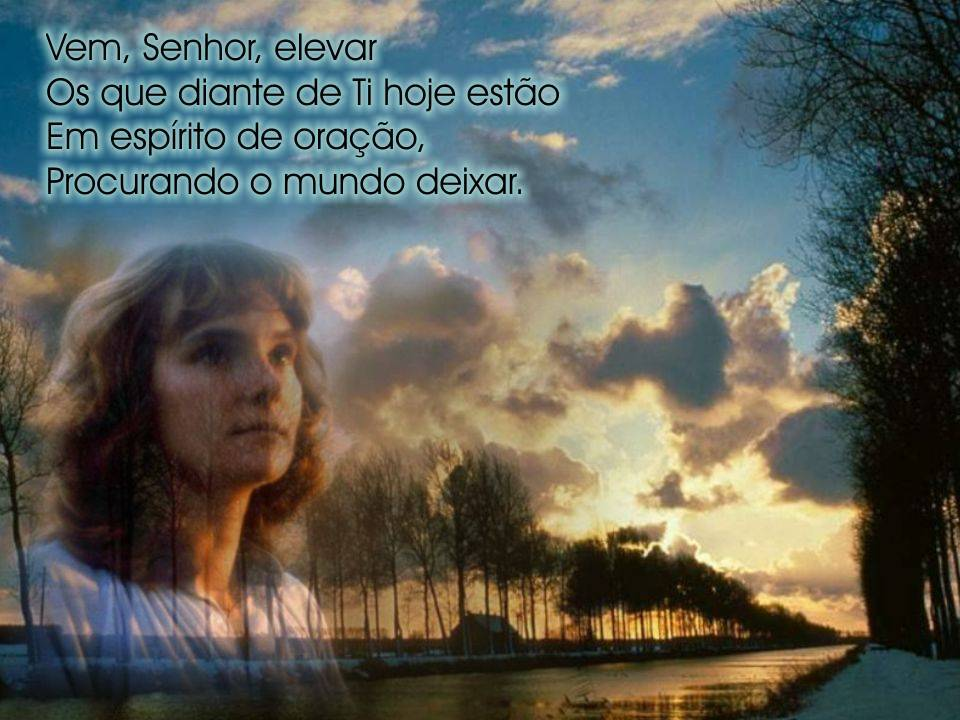 Vem, Senhor, elevar
Os que diante de Ti hoje estão
Em espírito de oração,
Procurando o mundo deixar.